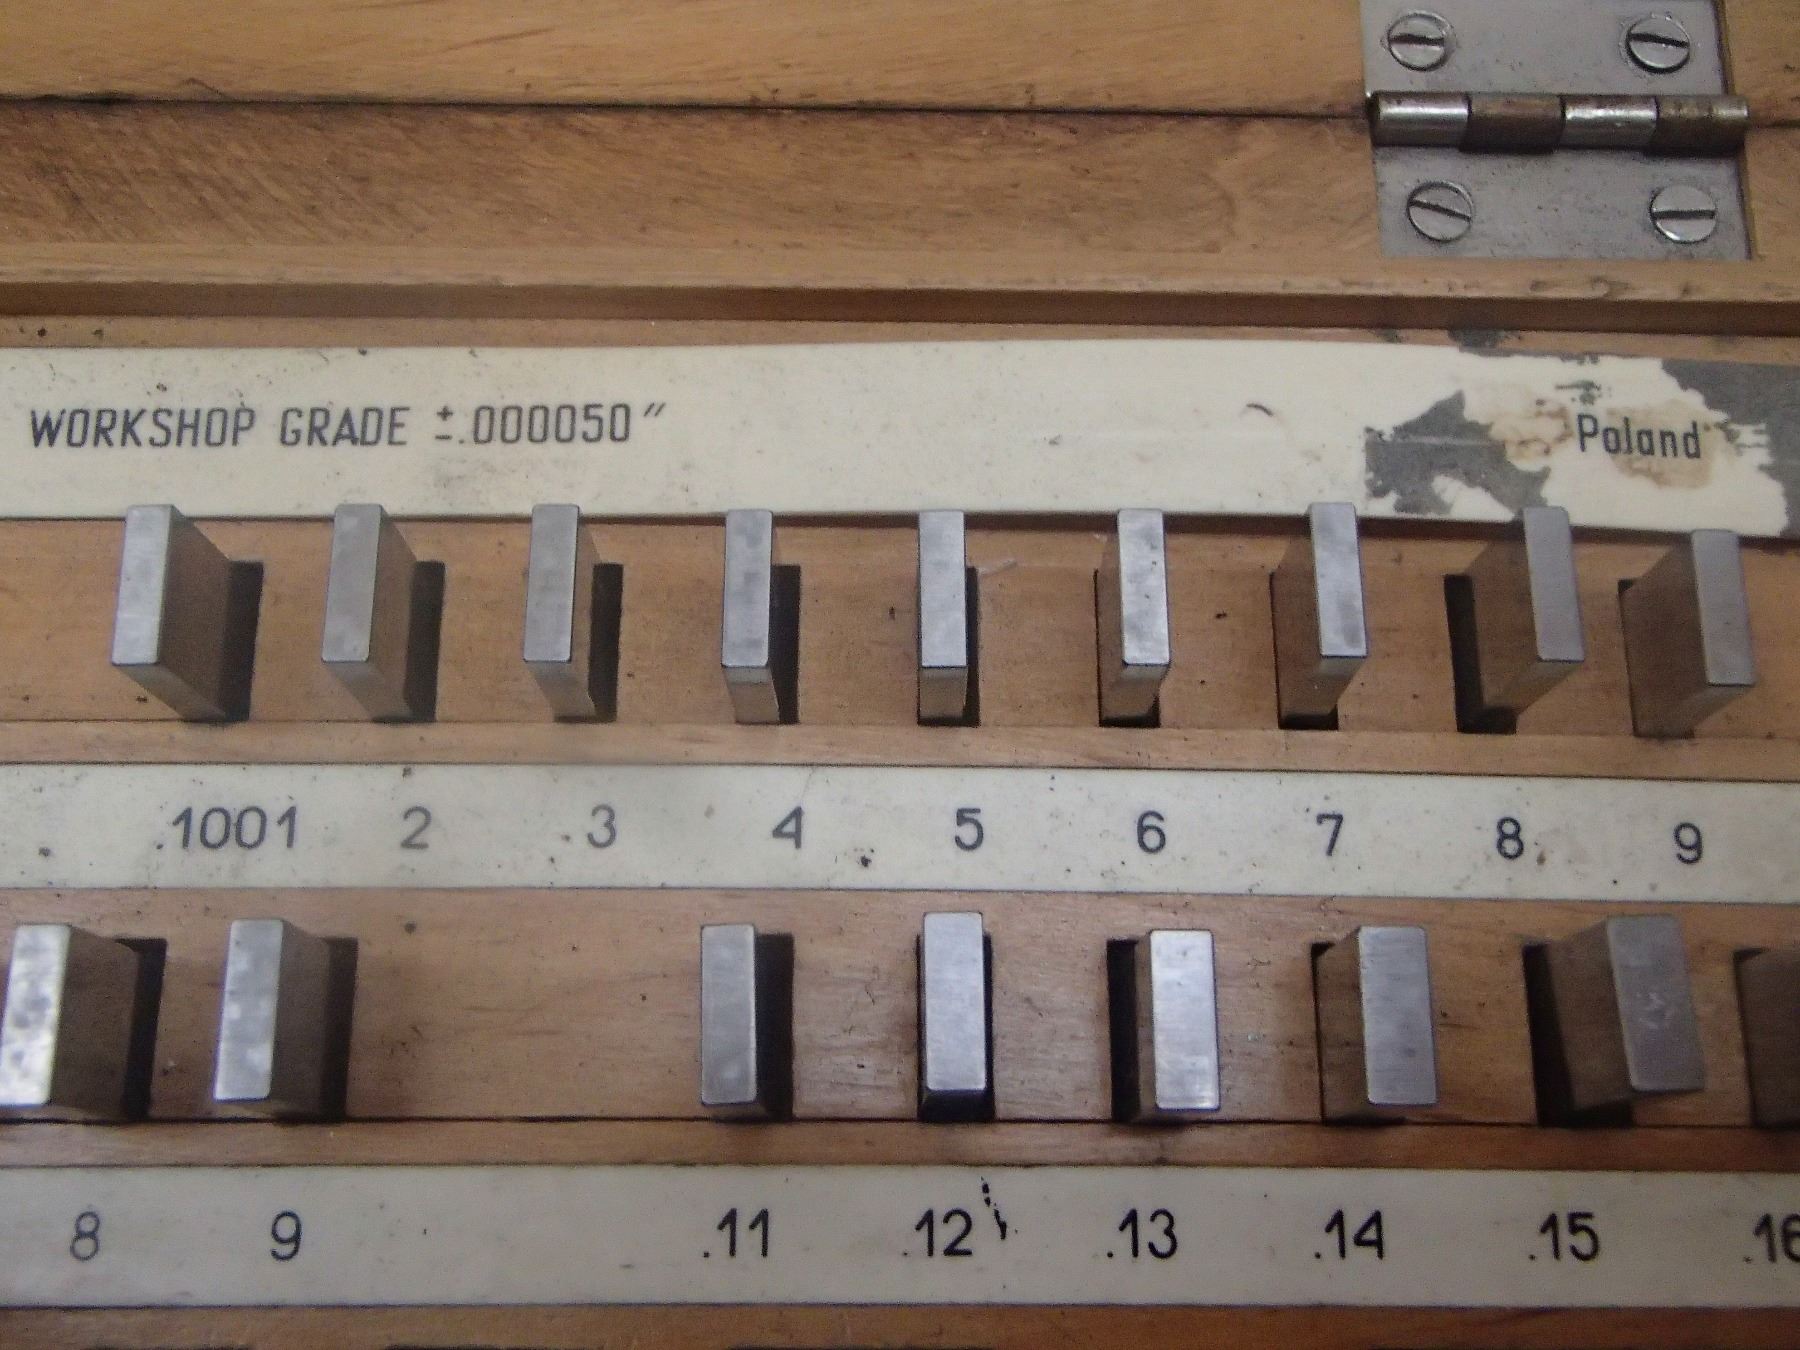 WORKSHOP GRADE ±.000050" Poland
.1001 2 .3 4 5 6 7 8 9
8 9 .11 .12 .13 .14 .15 .16